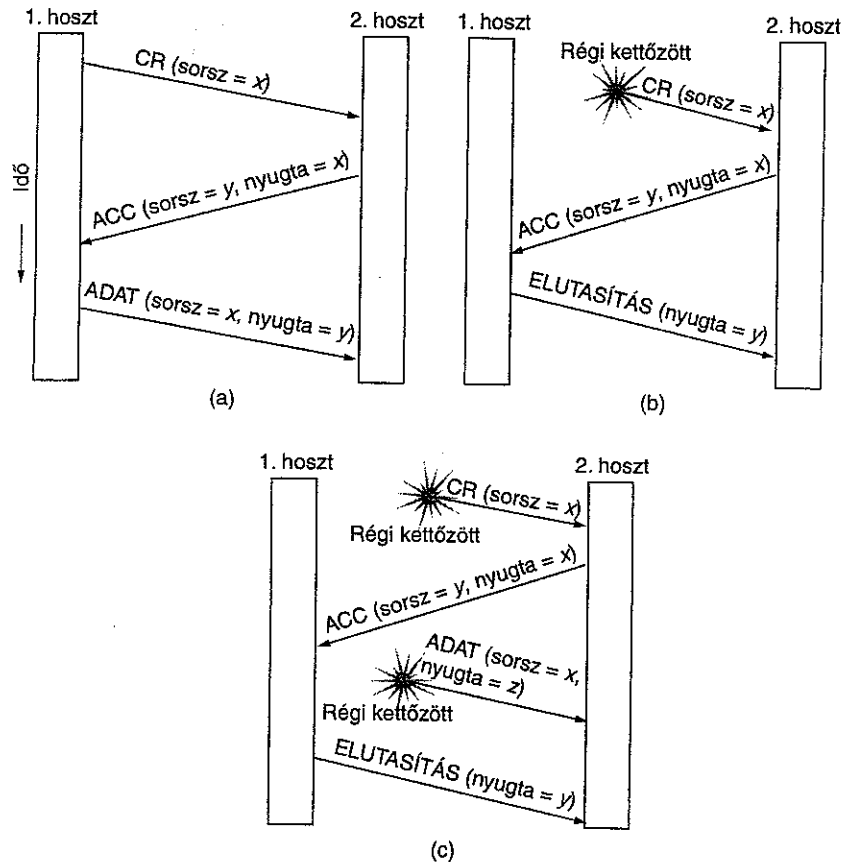 1. hoszt
2. hoszt
CR (sorsz = x)
Idő
ACC (sorsz = y, nyugta = x)
ADAT (sorsz = x, nyugta = y)
(a)
1. hoszt
2. hoszt
Régi kettőzött
CR (sorsz = x)
ACC (sorsz = y, nyugta = x)
ELUTASÍTÁS (nyugta = y)
(b)
1. hoszt
2. hoszt
CR (sorsz = x)
Régi kettőzött
ACC (sorsz = y, nyugta = x)
ADAT (sorsz = x,
nyugta = z)
Régi kettőzött
ELUTASÍTÁS (nyugta = y)
(c)